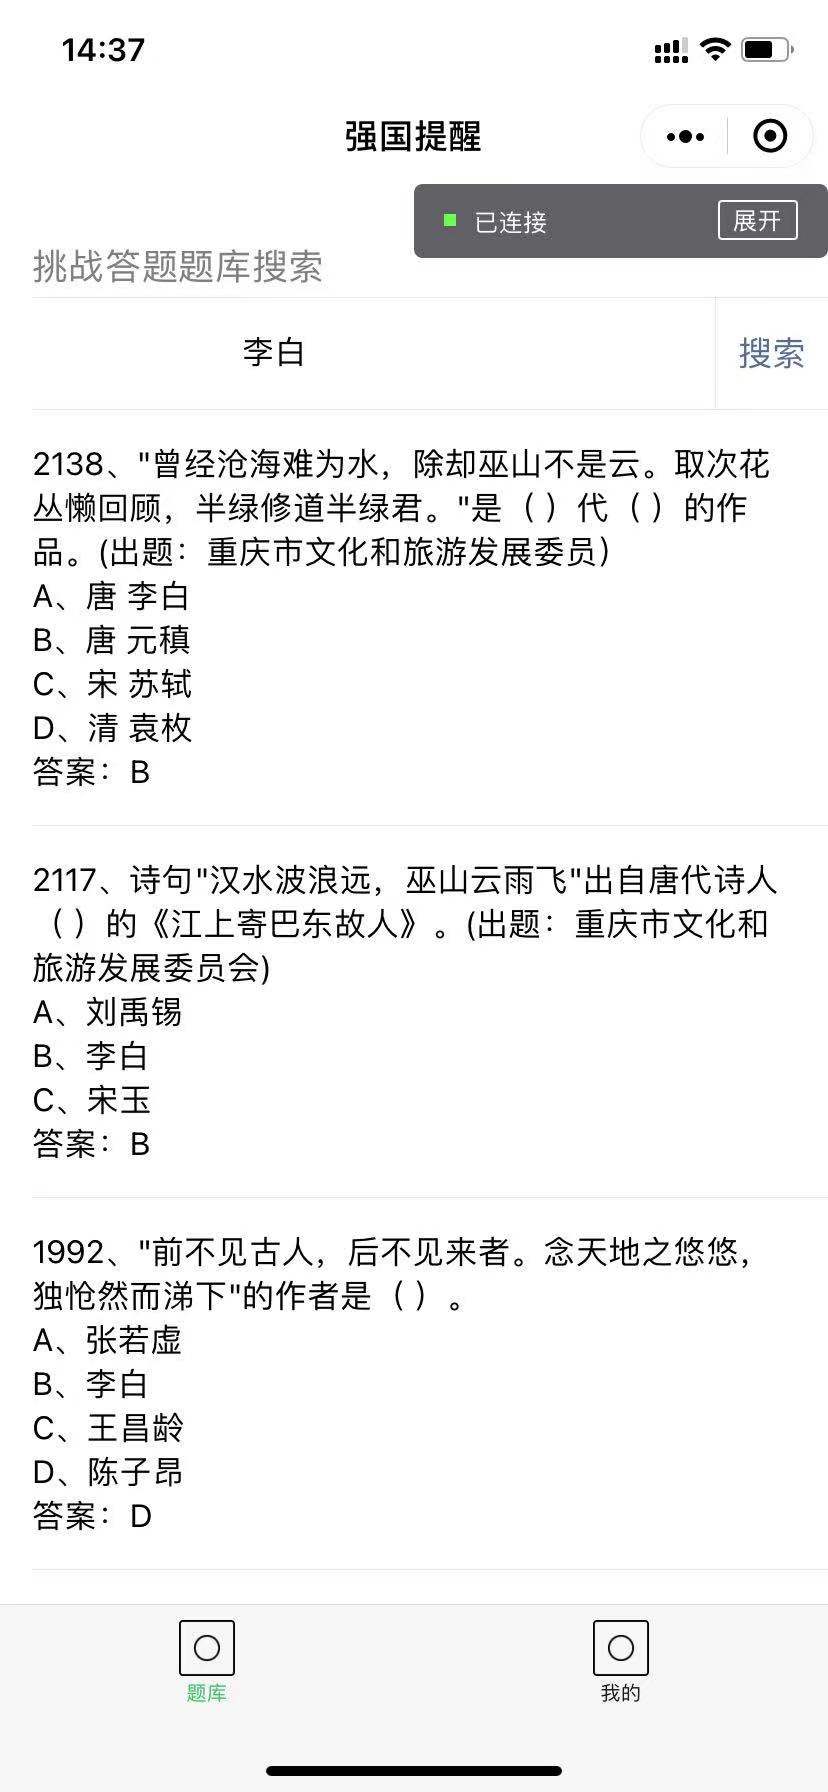 14:37
强国提醒
已连接
展开
挑战答题题库搜索
李白
搜索
2138、"曾经沧海难为水，除却巫山不是云。取次花
丛懒回顾，半绿修道半绿君。"是（ ）代（ ）的作
品。(出题：重庆市文化和旅游发展委员)
A、唐 李白
B、唐 元稹
C、宋 苏轼
D、清 袁枚
答案：B
2117、诗句"汉水波浪远，巫山云雨飞"出自唐代诗人
（ ）的《江上寄巴东故人》。(出题：重庆市文化和
旅游发展委员会)
A、刘禹锡
B、李白
C、宋玉
答案：B
1992、"前不见古人，后不见来者。念天地之悠悠，
独怆然而涕下"的作者是（ ）。
A、张若虚
B、李白
C、王昌龄
D、陈子昂
答案：D
题库
我的